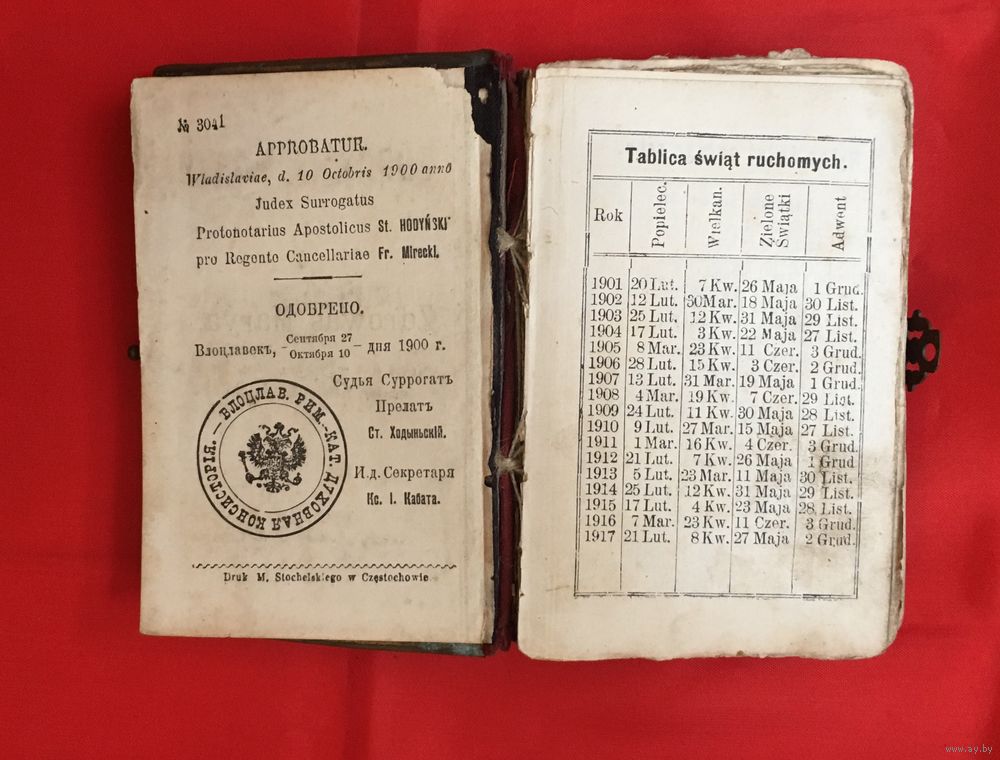 № 3041
APPROBATUR.
Wladislaviae, d. 10 Octobris 1900 anno
Judex Surrogatus
Protonotarius Apostolicus St. HODYŃSKI
pro Regente Cancellariae Fr. Mirecki.
ОДОБРЕНО.
Влоцлавекъ, Сентября 27 / Октября 10 – дня 1900 г.
Судья Суррогатъ
Прелатъ
Ст. Ходыньскій.
И.д. Секретаря
Кс. I. Кабата.
ВЛОЦЛАВ. РИМ.-КАТ. ДУХОВНАЯ КОНСИСТОРІЯ. –
Druk M. Stochelskiego w Częstochowie
Tablica świąt ruchomych.
Rok Popielec. Wielkan. Zielone Świątki Adwent
1901 20 Lut. 7 Kw. 26 Maja 1 Grud.
1902 12 Lut. 30 Mar. 18 Maja 30 List.
1903 25 Lut. 12 Kw. 31 Maja 29 List.
1904 17 Lut. 3 Kw. 22 Maja 27 List.
1905 8 Mar. 23 Kw. 11 Czer. 3 Grud.
1906 28 Lut. 15 Kw. 3 Czer. 2 Grud.
1907 13 Lut. 31 Mar. 19 Maja 1 Grud.
1908 4 Mar. 19 Kw. 7 Czer. 29 List.
1909 24 Lut. 11 Kw. 30 Maja 28 List.
1910 9 Lut. 27 Mar. 15 Maja 27 List.
1911 1 Mar. 16 Kw. 4 Czer. 3 Grud.
1912 21 Lut. 7 Kw. 26 Maja 1 Grud
1913 5 Lut. 23 Mar. 11 Maja 30 List.
1914 25 Lut. 12 Kw. 31 Maja 29 List.
1915 17 Lut. 4 Kw. 23 Maja 28 List.
1916 7 Mar. 23 Kw. 11 Czer. 3 Grud.
1917 21 Lut. 8 Kw. 27 Maja 2 Grud.
www.ay.by